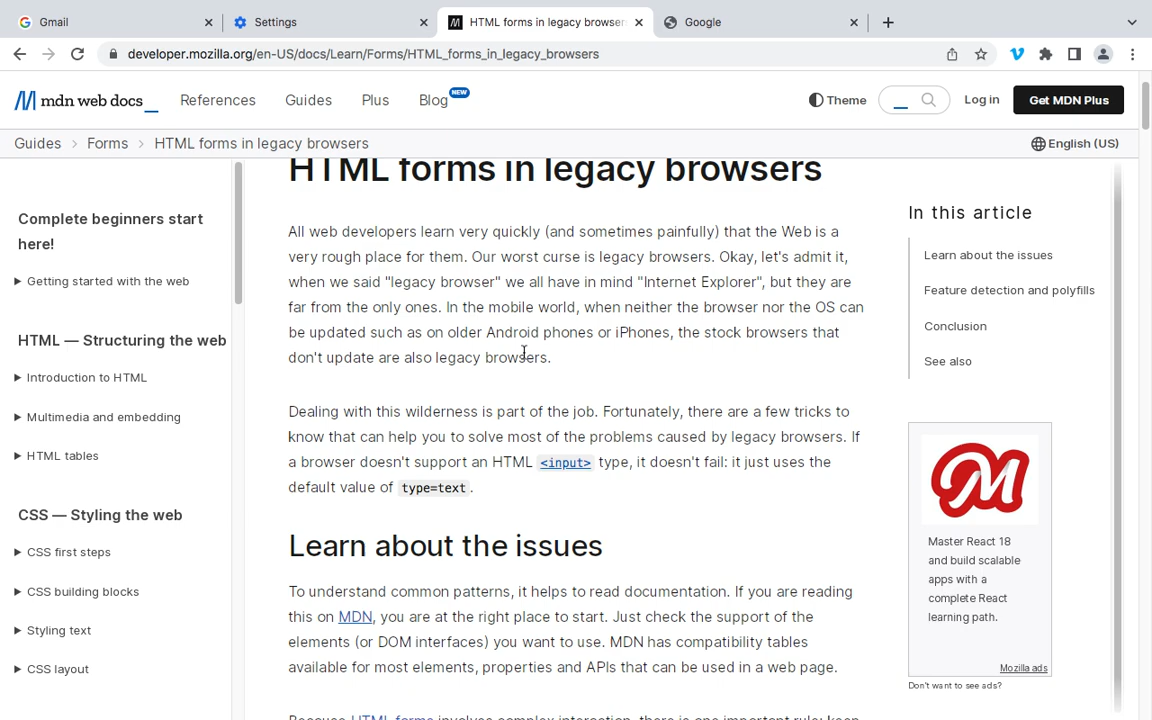 Gmail
Settings
HTML forms in legacy browsers
Google
developer.mozilla.org/en-US/docs/Learn/Forms/HTML_forms_in_legacy_browsers
mdn web docs_
References
Guides
Plus
Blog
NEW
Theme
Log in
Get MDN Plus
Guides
Forms
HTML forms in legacy browsers
English (US)
Complete beginners start
here!
Getting started with the web
HTML — Structuring the web
Introduction to HTML
Multimedia and embedding
HTML tables
CSS — Styling the web
CSS first steps
CSS building blocks
Styling text
CSS layout
HTML forms in legacy browsers
All web developers learn very quickly (and sometimes painfully) that the Web is a
very rough place for them. Our worst curse is legacy browsers. Okay, let's admit it,
when we said "legacy browser" we all have in mind "Internet Explorer", but they are
far from the only ones. In the mobile world, when neither the browser nor the OS can
be updated such as on older Android phones or iPhones, the stock browsers that
don't update are also legacy browsers.
Dealing with this wilderness is part of the job. Fortunately, there are a few tricks to
know that can help you to solve most of the problems caused by legacy browsers. If
a browser doesn't support an HTML <input> type, it doesn't fail: it just uses the
default value of type=text.
Learn about the issues
To understand common patterns, it helps to read documentation. If you are reading
this on MDN, you are at the right place to start. Just check the support of the
elements (or DOM interfaces) you want to use. MDN has compatibility tables
available for most elements, properties and APIs that can be used in a web page.
Because HTML forms involves complex interaction, there is one important rule: keep
In this article
Learn about the issues
Feature detection and polyfills
Conclusion
See also
Master React 18
and build scalable
apps with a
complete React
learning path.
Mozilla ads
Don't want to see ads?